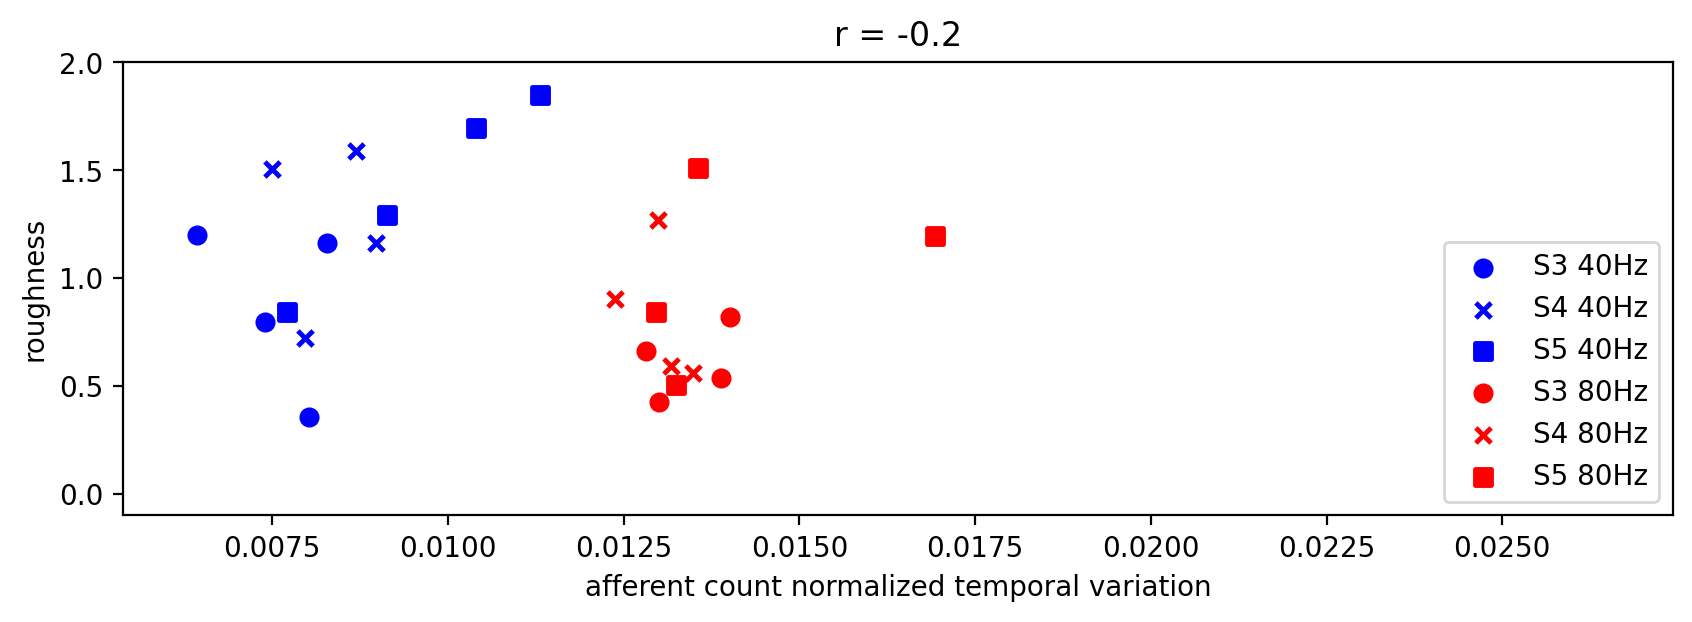 r = -0.2
2.0
1.5
1.0
0.5
0.0
roughness
S3 40Hz
S4 40Hz
S5 40Hz
S3 80Hz
S4 80Hz
S5 80Hz
0.0075 0.0100 0.0125 0.0150 0.0175 0.0200 0.0225 0.0250
afferent count normalized temporal variation